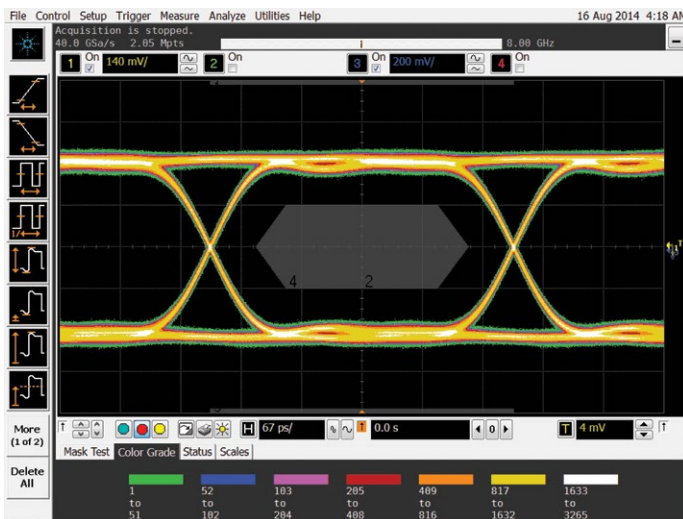 File Control Setup Trigger Measure Analyze Utilities Help 16 Aug 2014 4:18 AM
Acquisition is stopped.
40.0 GSa/s 2.05 Mpts 8.00 GHz
1 On 140 mV/ 2 On 3 On 200 mV/ 4 On
4 2
More
(1 of 2)
Delete
All
H 67 ps/ 0.0 s 0 T 4 mV
Mask Test Color Grade Status Scales
1 52 103 205 409 817 1633
to to to to to to to
51 102 204 408 816 1632 3265